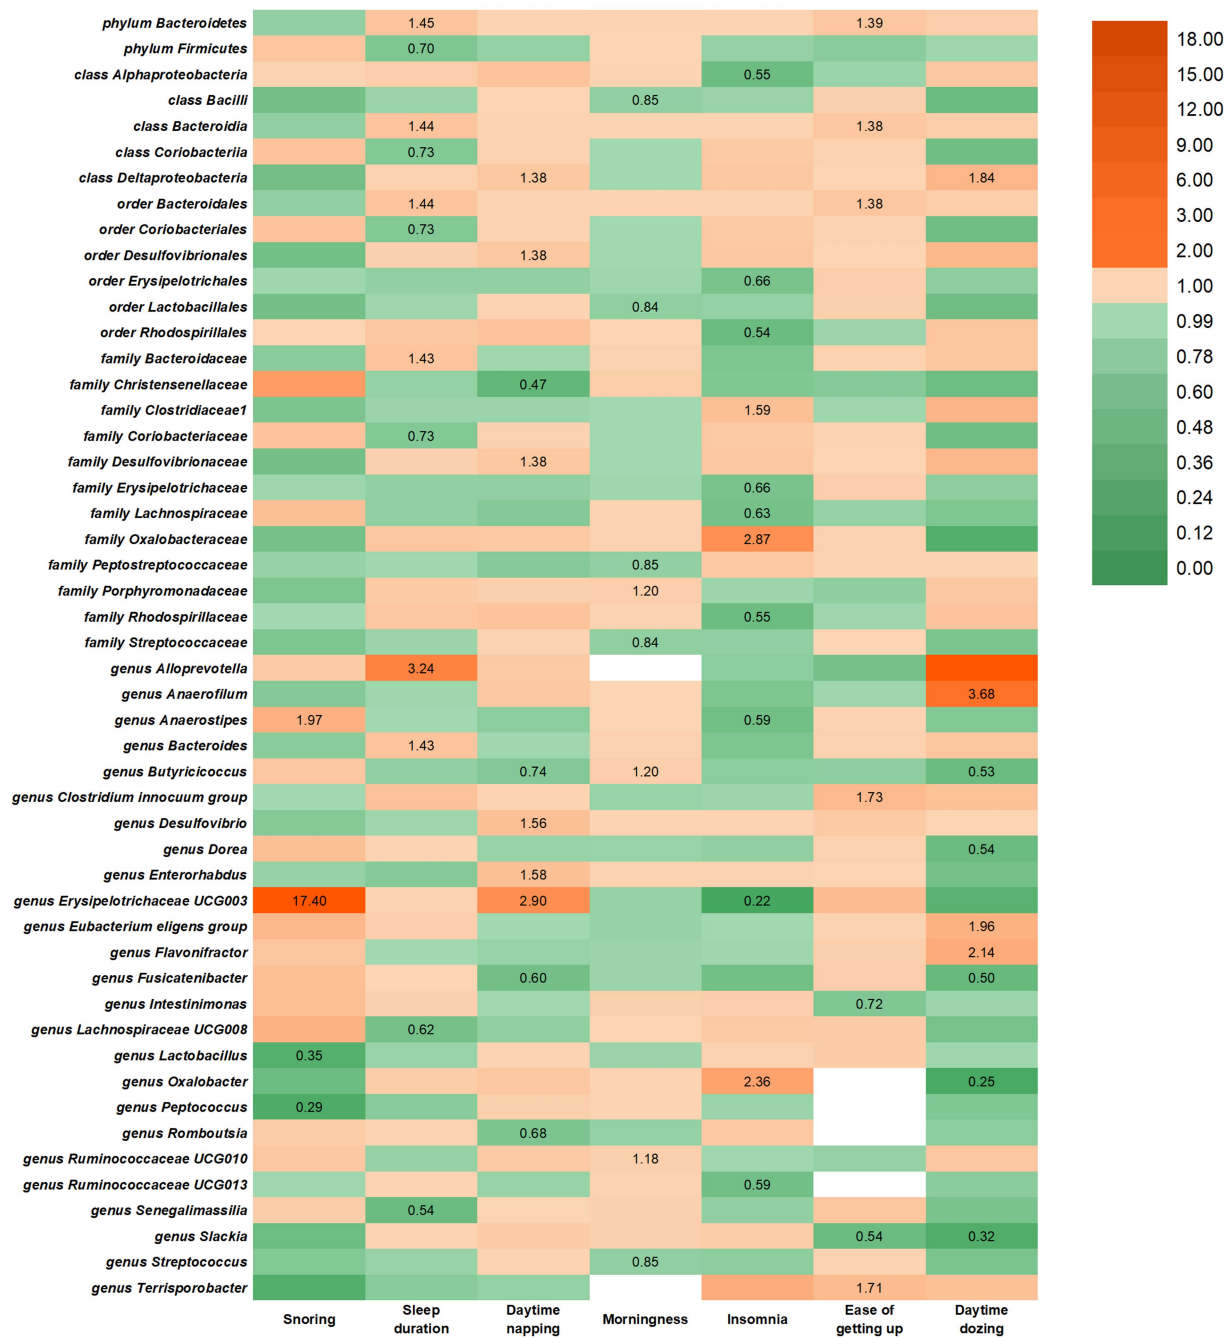 phylum Bacteroidetes 1.45 1.39
phylum Firmicutes 0.70
class Alphaproteobacteria 0.55
class Bacilli 0.85
class Bacteroidia 1.44 1.38
class Coriobacteriia 0.73
class Deltaproteobacteria 1.38 1.84
order Bacteroidales 1.44 1.38
order Coriobacteriales 0.73
order Desulfovibrionales 1.38
order Erysipelotrichales 0.66
order Lactobacillales 0.84
order Rhodospirillales 0.54
family Bacteroidaceae 1.43
family Christensenellaceae 0.47
family Clostridiaceae1 1.59
family Coriobacteriaceae 0.73
family Desulfovibrionaceae 1.38
family Erysipelotrichaceae 0.66
family Lachnospiraceae 0.63
family Oxalobacteraceae 2.87
family Peptostreptococcaceae 0.85
family Porphyromonadaceae 1.20
family Rhodospirillaceae 0.55
family Streptococcaceae 0.84
genus Alloprevotella 3.24
genus Anaerofilum 3.68
genus Anaerostipes 1.97 0.59
genus Bacteroides 1.43
genus Butyricicoccus 0.74 1.20 0.53
genus Clostridium innocuum group 1.73
genus Desulfovibrio 1.56
genus Dorea 0.54
genus Enterorhabdus 1.58
genus Erysipelotrichaceae UCG003 17.40 2.90 0.22
genus Eubacterium eligens group 1.96
genus Flavonifractor 2.14
genus Fusicatenibacter 0.60 0.50
genus Intestinimonas 0.72
genus Lachnospiraceae UCG008 0.62
genus Lactobacillus 0.35
genus Oxalobacter 2.36 0.25
genus Peptococcus 0.29
genus Romboutsia 0.68
genus Ruminococcaceae UCG010 1.18
genus Ruminococcaceae UCG013 0.59
genus Senegalimassilia 0.54
genus Slackia 0.54 0.32
genus Streptococcus 0.85
genus Terrisporobacter 1.71
Snoring
Sleep
duration
Daytime
napping
Morningness
Insomnia
Ease of
getting up
Daytime
dozing
18.00
15.00
12.00
9.00
6.00
3.00
2.00
1.00
0.99
0.78
0.60
0.48
0.36
0.24
0.12
0.00